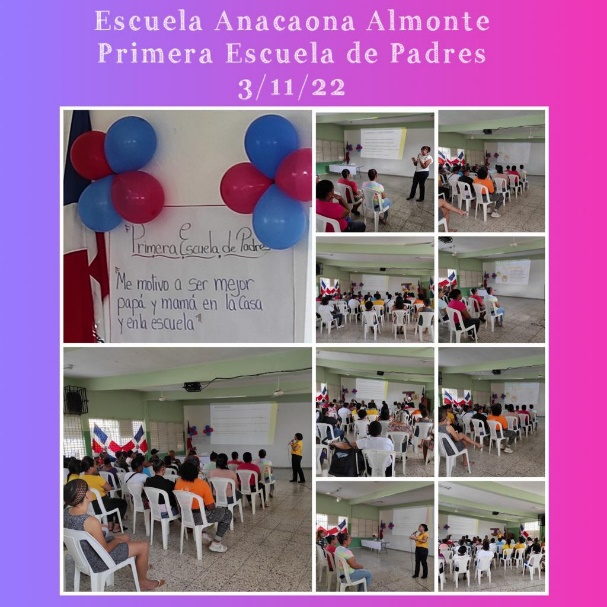 Escuela Anacaona Almonte
Primera Escuela de Padres
3/11/22
Primera Escuela de Padres
"Me motivo a ser mejor
papá y mamá en la Casa
y en la escuela"